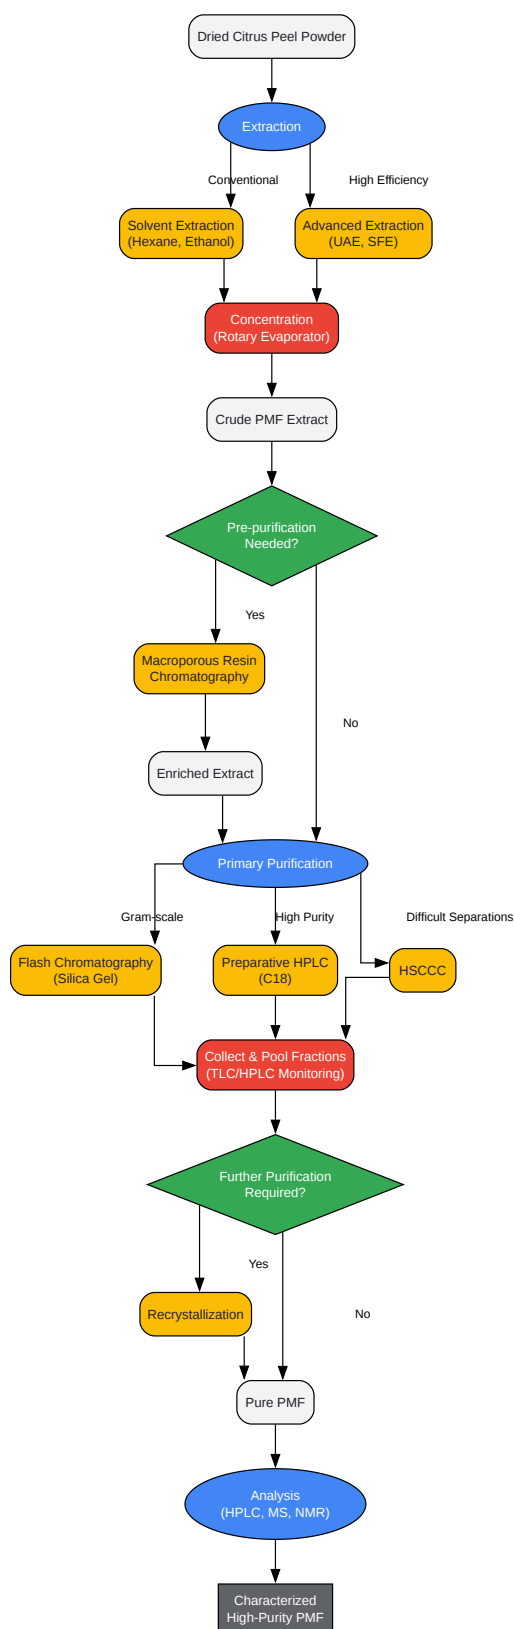 Dried Citrus Peel Powder
Extraction
Conventional
High Efficiency
Solvent Extraction
(Hexane, Ethanol)
Advanced Extraction
(UAE, SFE)
Concentration
(Rotary Evaporator)
Crude PMF Extract
Pre-purification
Needed?
Yes
Macroporous Resin
Chromatography
No
Enriched Extract
Primary Purification
Gram-scale
High Purity
Difficult Separations
Flash Chromatography
(Silica Gel)
Preparative HPLC
(C18)
HSCCC
Collect & Pool Fractions
(TLC/HPLC Monitoring)
Further Purification
Required?
Yes
Recrystallization
No
Pure PMF
Analysis
(HPLC, MS, NMR)
Characterized
High-Purity PMF